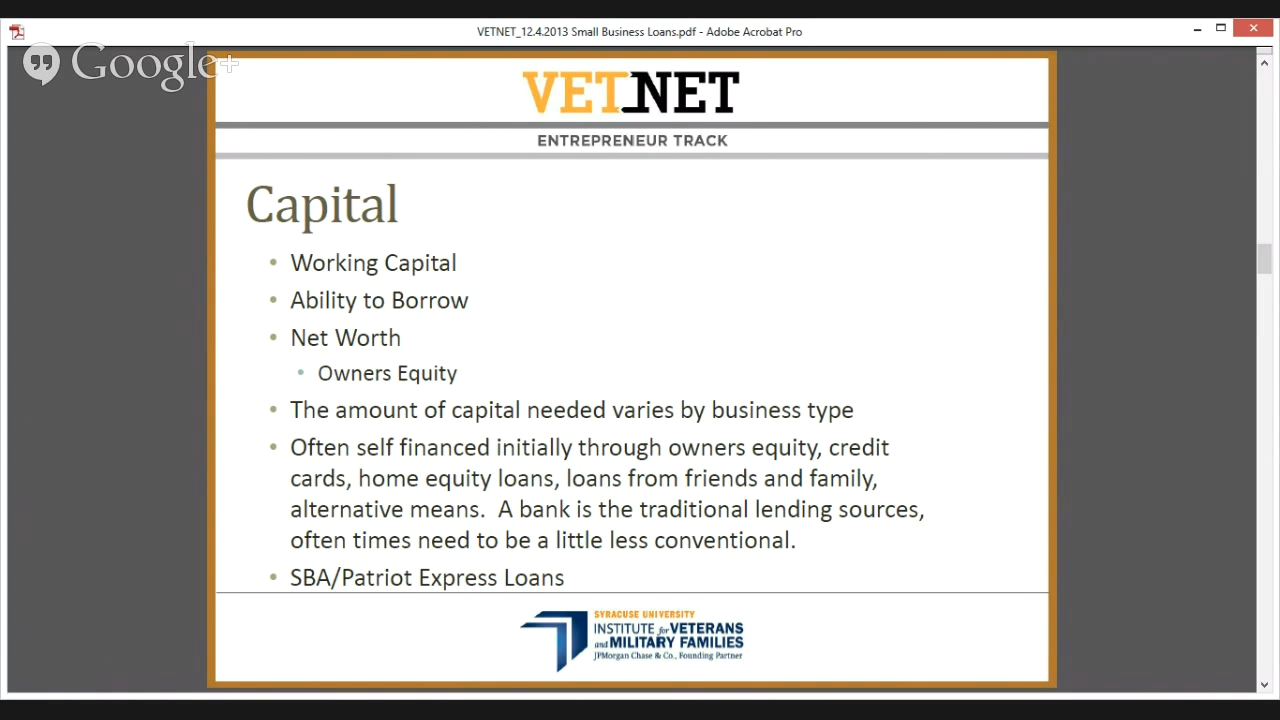 VETNET_12.4.2013 Small Business Loans.pdf - Adobe Acrobat Pro
Google+
VETNET
ENTREPRENEUR TRACK
Capital
• Working Capital
• Ability to Borrow
• Net Worth
• Owners Equity
• The amount of capital needed varies by business type
• Often self financed initially through owners equity, credit
cards, home equity loans, loans from friends and family,
alternative means.  A bank is the traditional lending sources,
often times need to be a little less conventional.
• SBA/Patriot Express Loans
SYRACUSE UNIVERSITY
INSTITUTE for VETERANS
and MILITARY FAMILIES
JPMorgan Chase & Co., Founding Partner